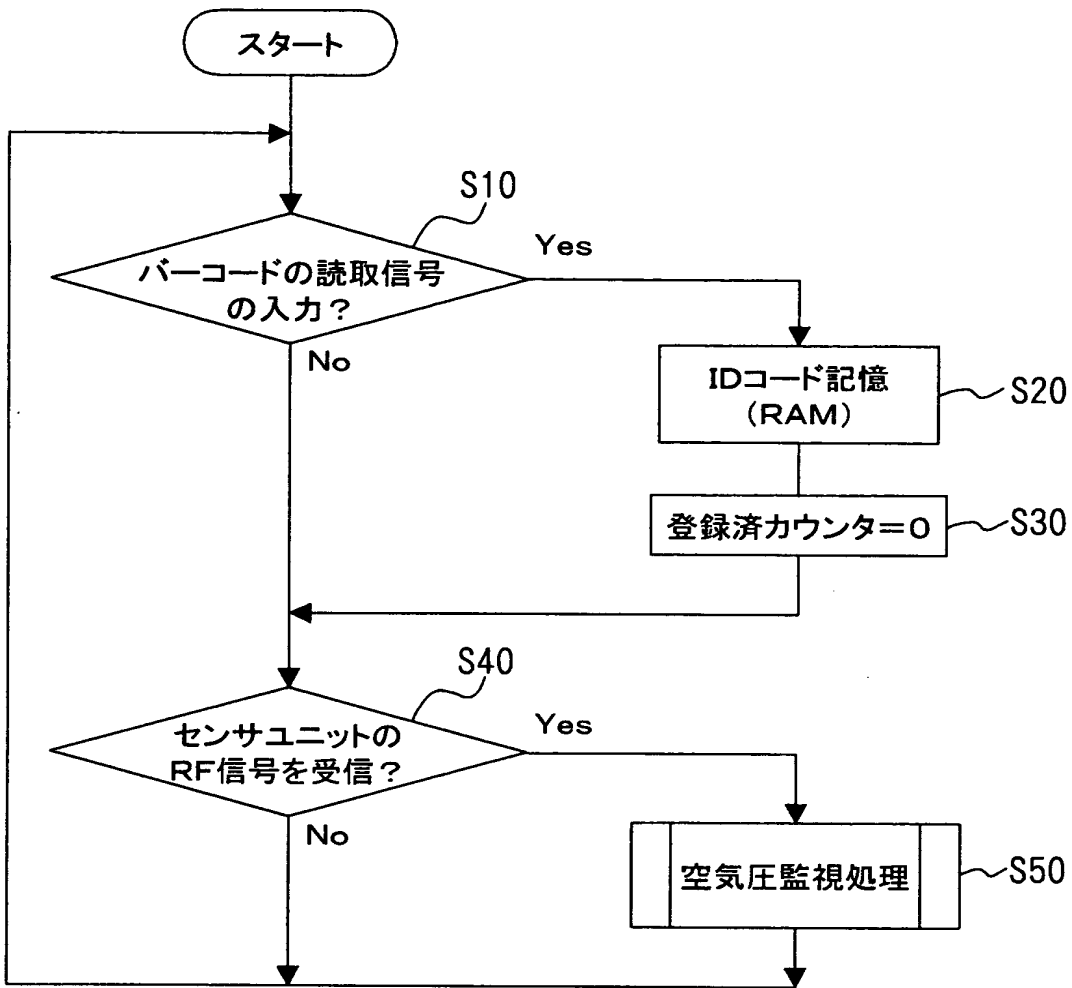 スタート
S10
バーコードの読取信号
の入力？
Yes
No
IDコード記憶
（RAM）
S20
登録済カウンタ＝0
S30
S40
センサユニットの
RF信号を受信？
Yes
No
空気圧監視処理
S50